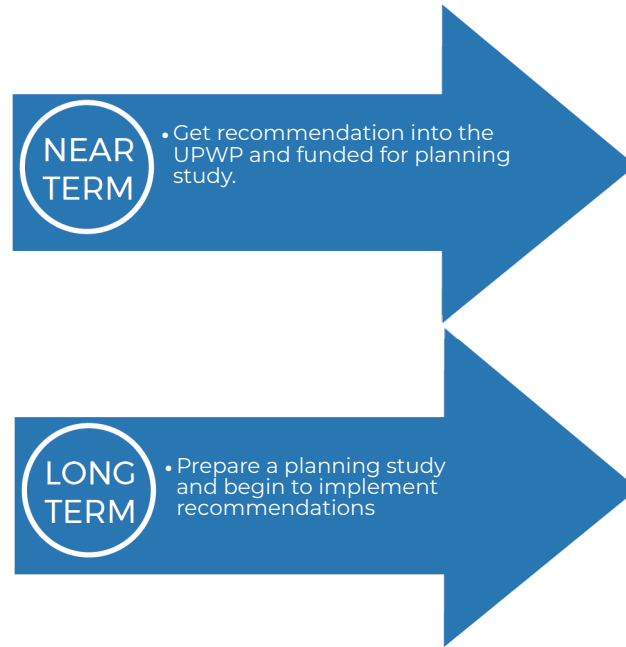 NEAR
TERM
• Get recommendation into the
UPWP and funded for planning
study.
LONG
TERM
• Prepare a planning study
and begin to implement
recommendations